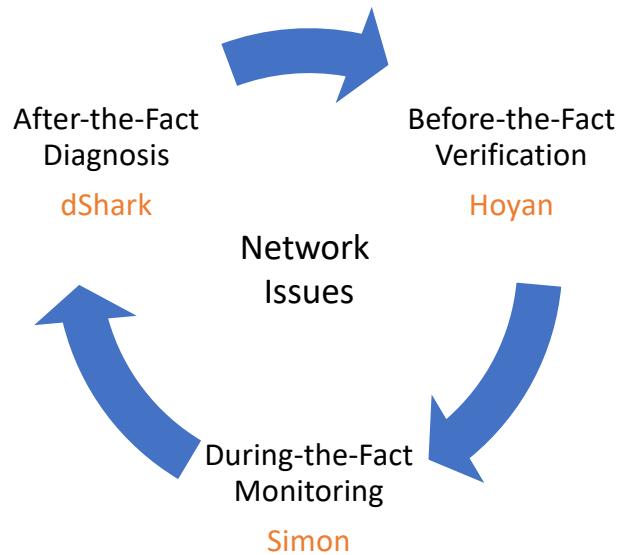 After-the-Fact
Diagnosis
dShark
Before-the-Fact
Verification
Hoyan
Network
Issues
During-the-Fact
Monitoring
Simon